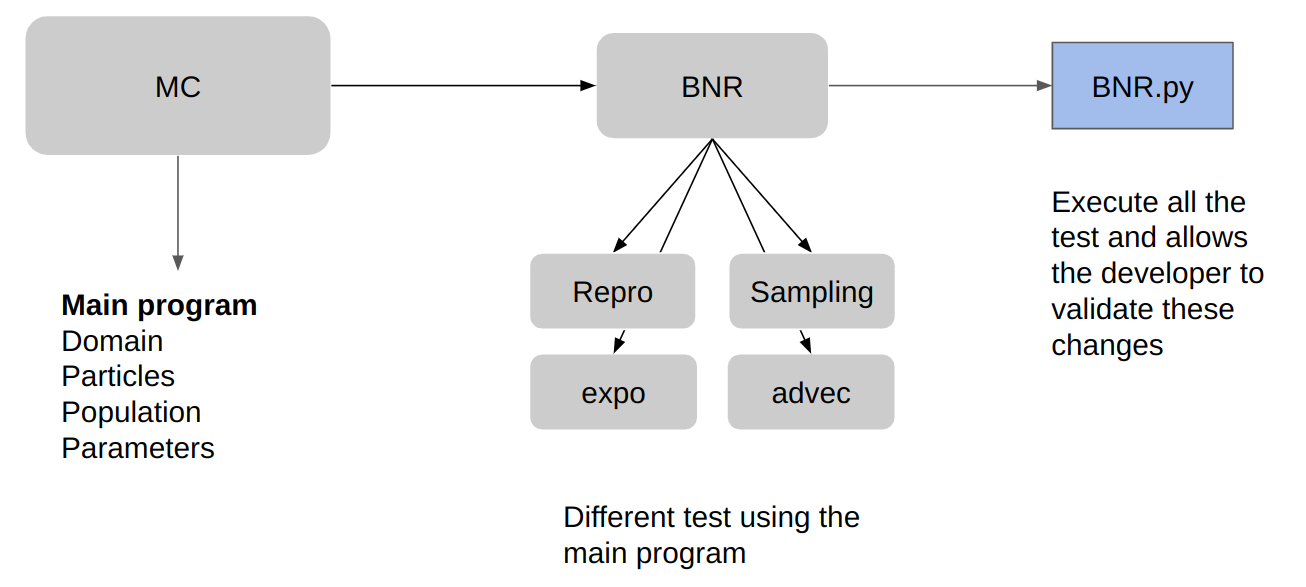 MC
BNR
BNR.py
Main program
Domain
Particles
Population
Parameters
Repro
Sampling
expo
advec
Different test using the
main program
Execute all the
test and allows
the developer to
validate these
changes